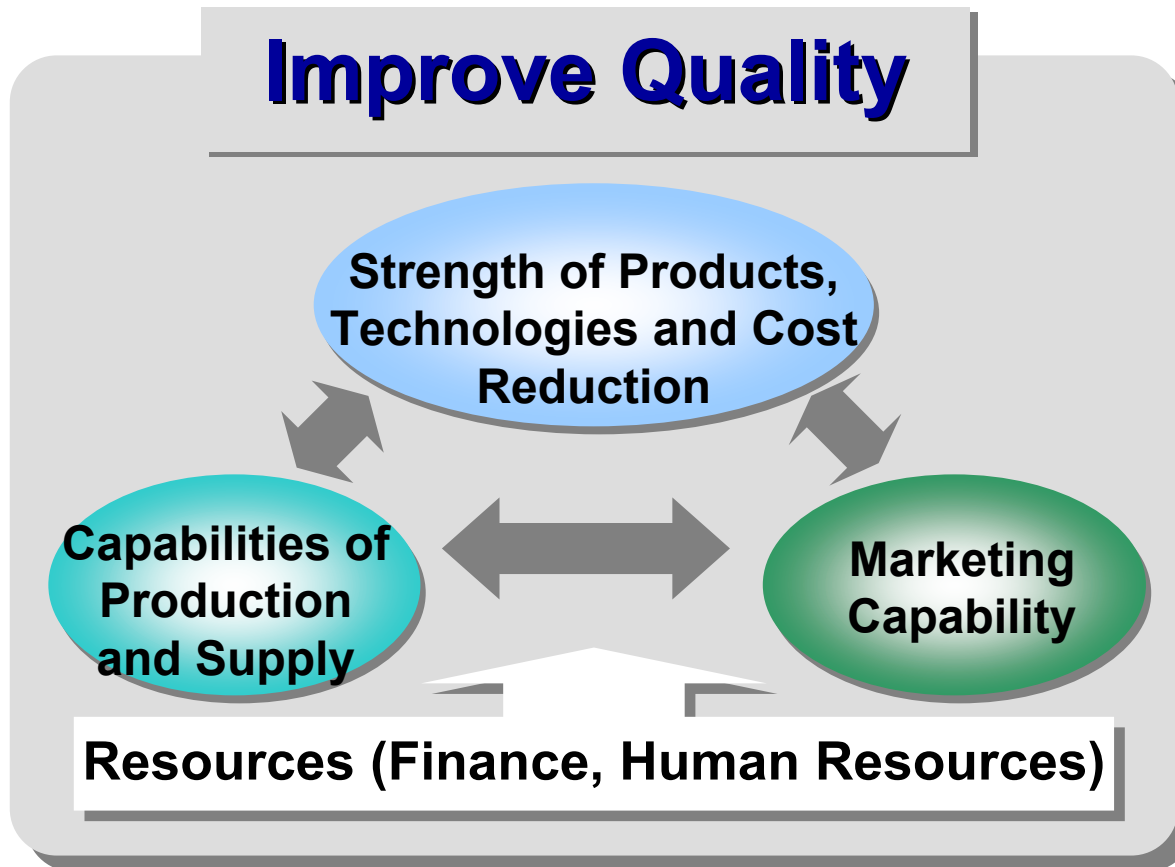 Improve Quality
Strength of Products,
Technologies and Cost
Reduction
Capabilities of
Production
and Supply
Marketing
Capability
Resources (Finance, Human Resources)